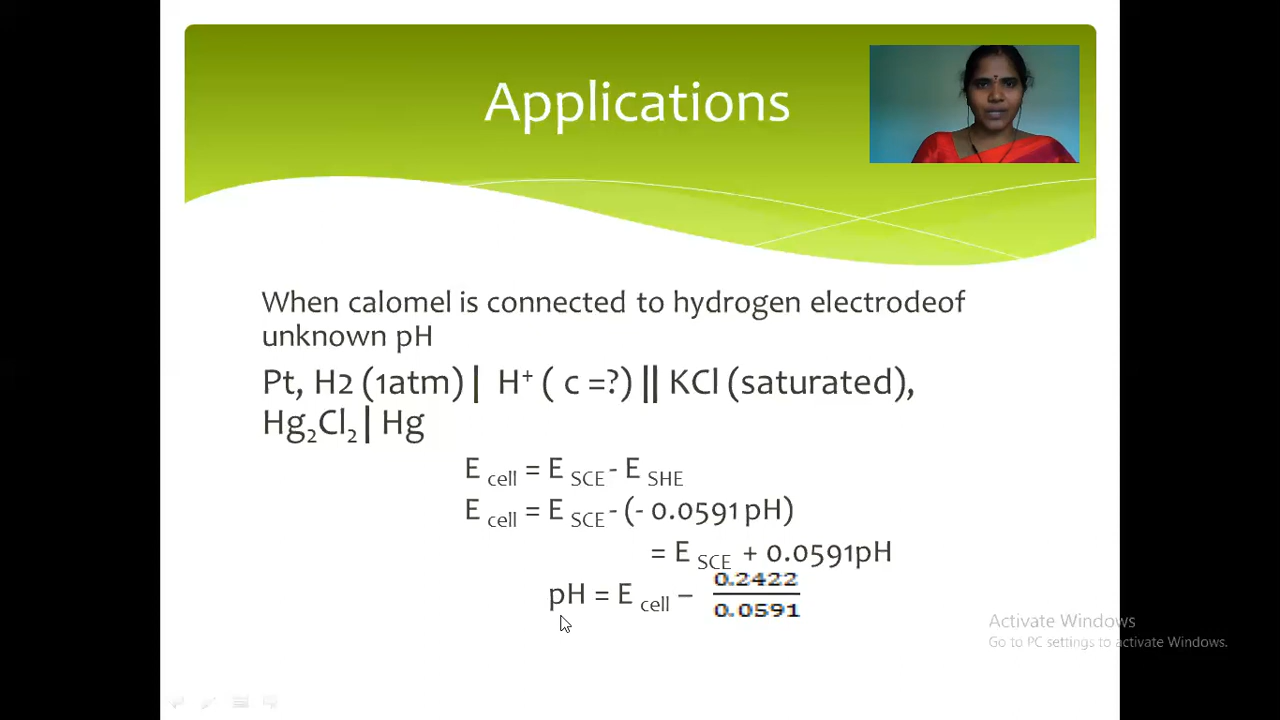 Applications
When calomel is connected to hydrogen electrodeof
unknown pH
Pt, H2 (1atm) | H⁺ ( c =?) || KCl (saturated),
Hg₂Cl₂ | Hg
E cell = E SCE - E SHE
E cell = E SCE - (- 0.0591 pH)
= E SCE + 0.0591pH
pH = E cell – 0.2422/0.0591
Activate Windows
Go to PC settings to activate Windows.